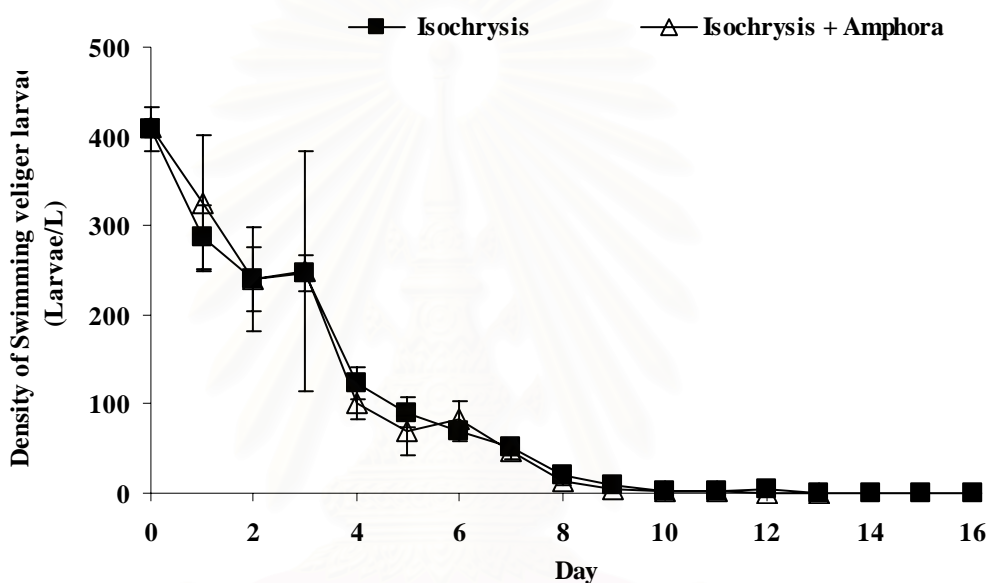 Isochrysis
Isochrysis + Amphora
Density of Swimming veliger
(Larvae/L)
500
400
300
200
100
0
0 2 4 6 8 10 12 14 16
Day